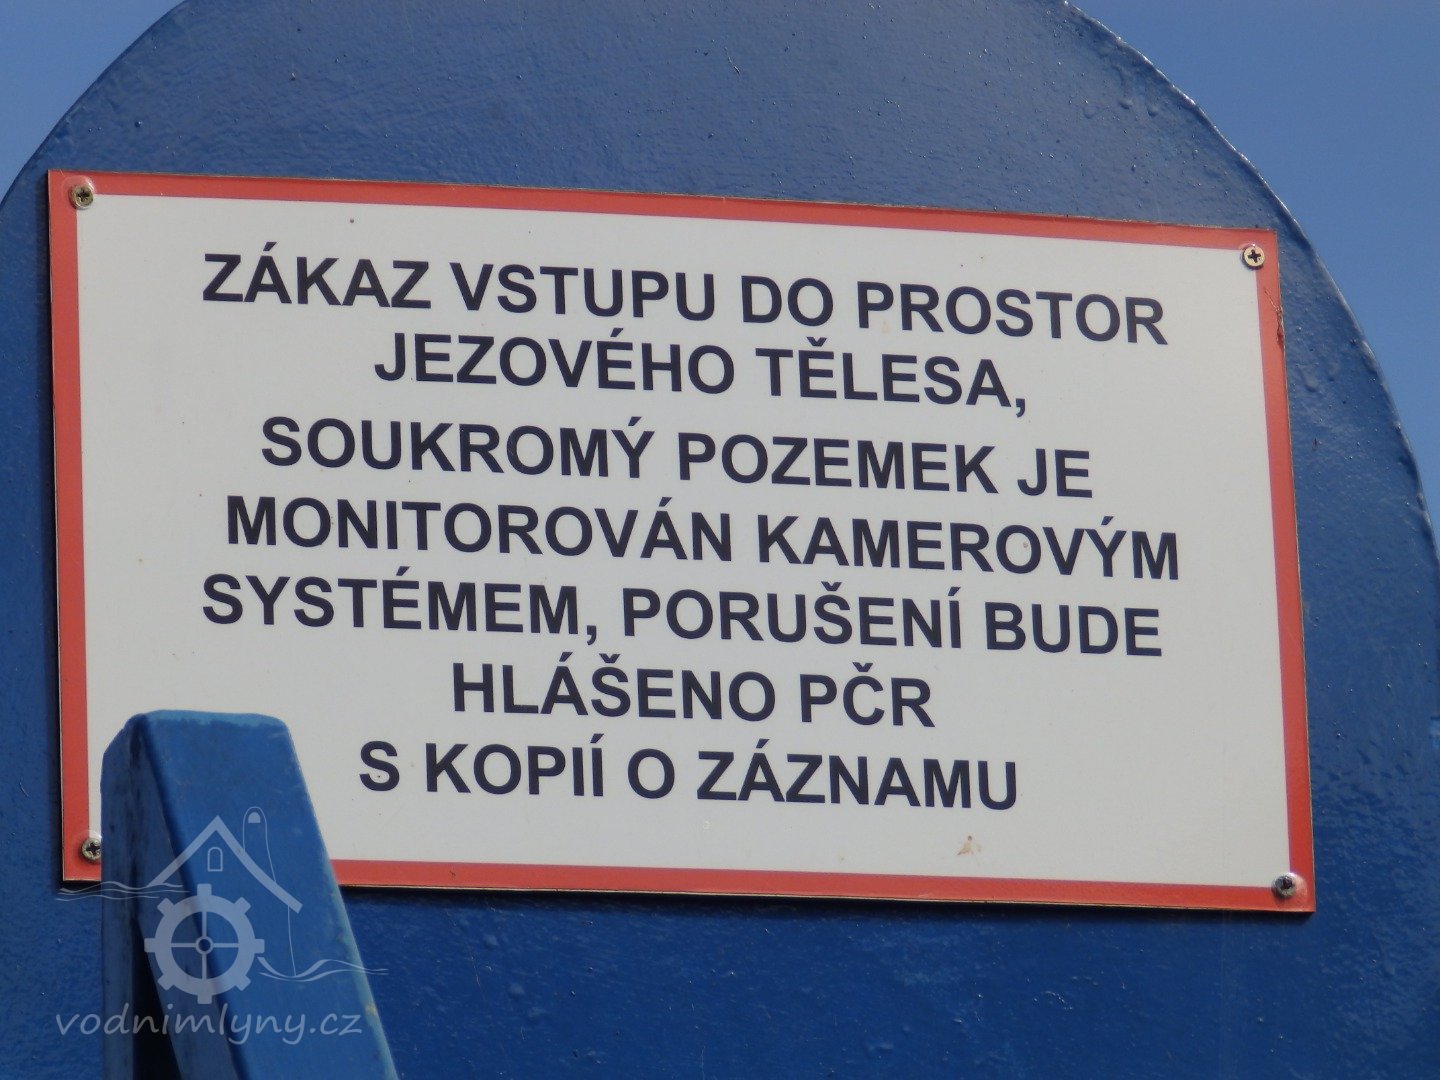 ZÁKAZ VSTUPU DO PROSTOR
JEZOVÉHO TĚLESA,
SOUKROMÝ POZEMEK JE
MONITOROVÁN KAMEROVÝM
SYSTÉMEM, PORUŠENÍ BUDE
HLÁŠENO PČR
S KOPIÍ O ZÁZNAMU
vodnimlyny.cz